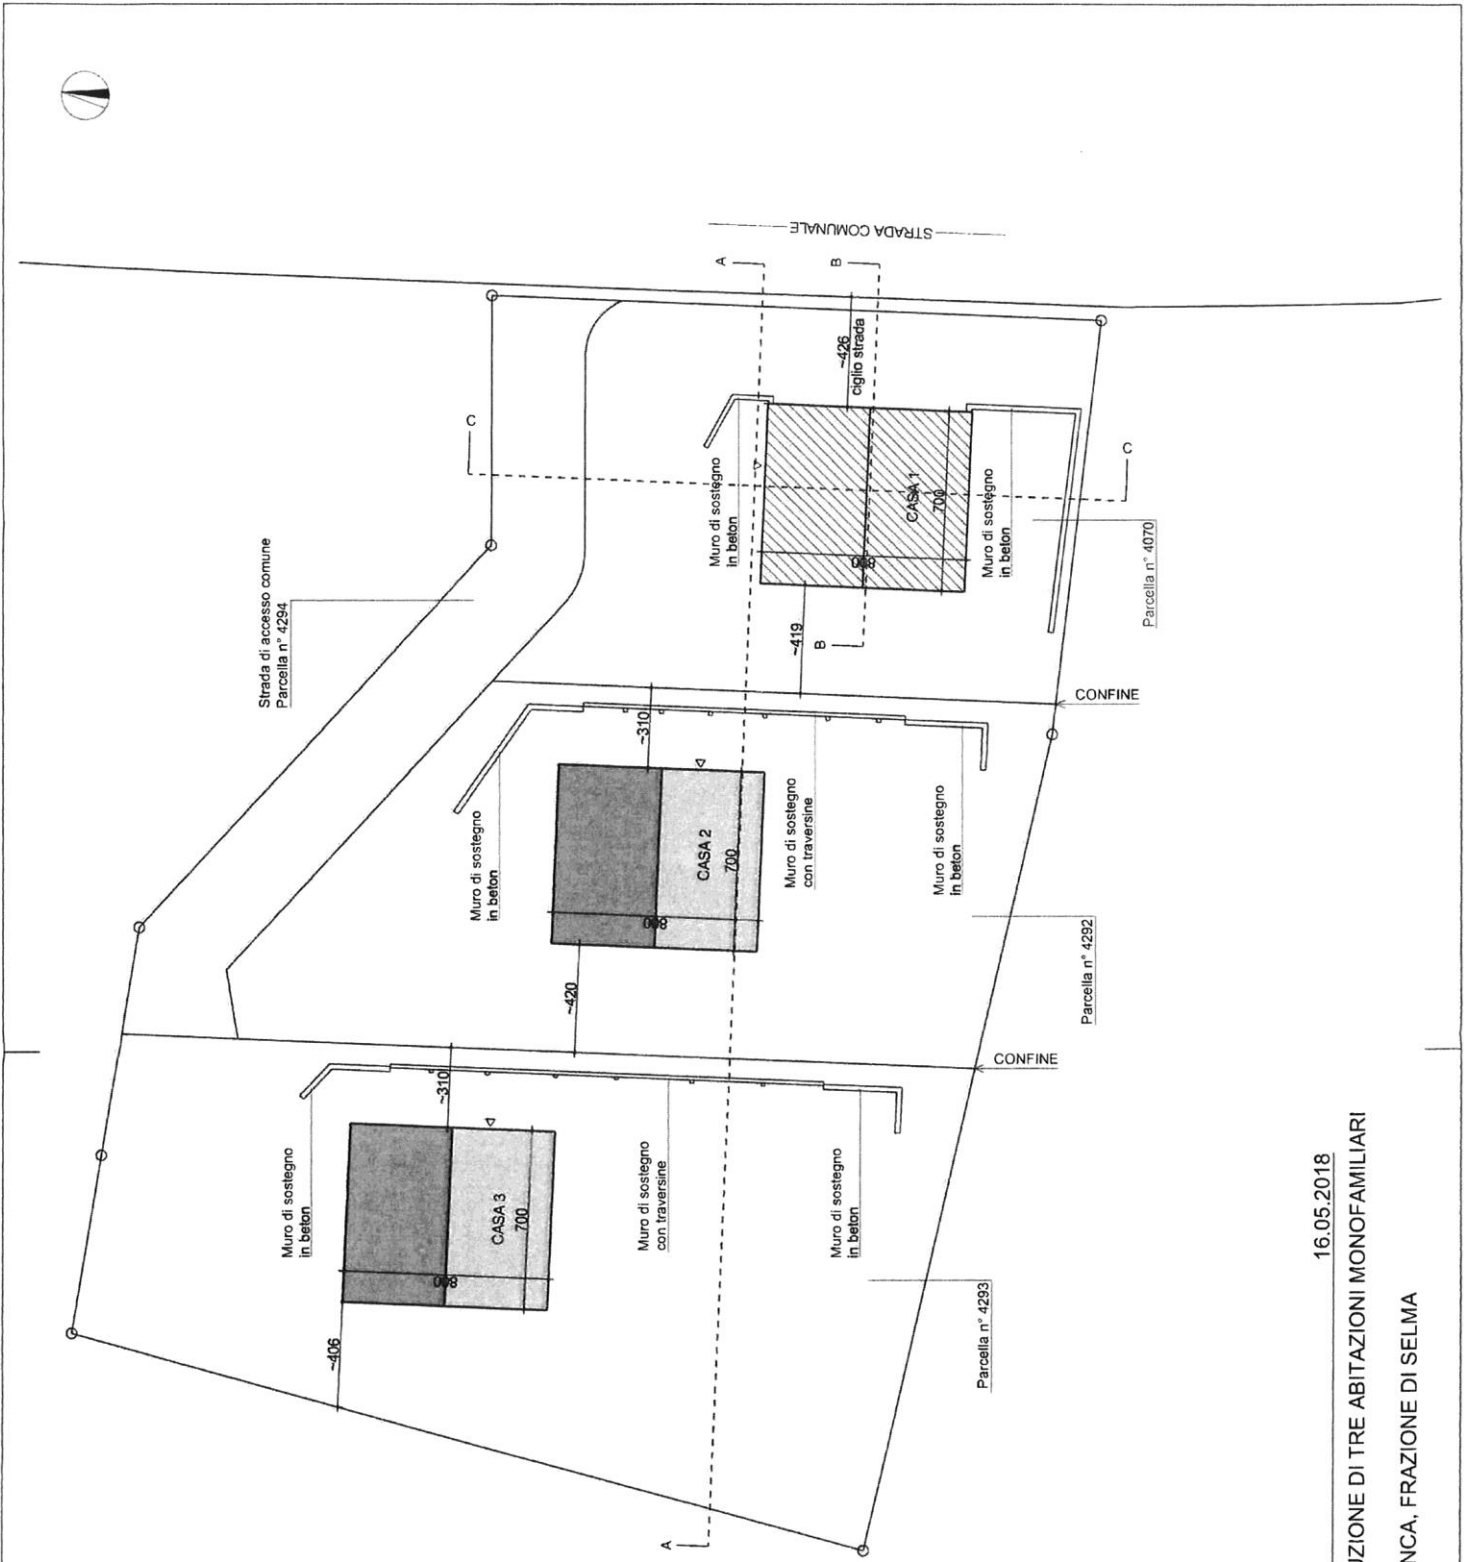 STRADA COMUNALE
A
B
~426
ciglio strada
C
Muro di sostegno
in beton
CASA 1
700
800
Muro di sostegno
in beton
C
Parcella n° 4070
Strada di accesso comune
Parcella n° 4294
~419
B
CONFINE
~310
Muro di sostegno
in beton
CASA 2
700
800
Muro di sostegno
con traversine
Muro di sostegno
in beton
Parcella n° 4292
~420
CONFINE
~310
Muro di sostegno
in beton
CASA 3
700
800
Muro di sostegno
con traversine
Muro di sostegno
in beton
Parcella n° 4293
~406
A
16.05.2018
UZIONE DI TRE ABITAZIONI MONOFAMILIARI
NCA, FRAZIONE DI SELMA